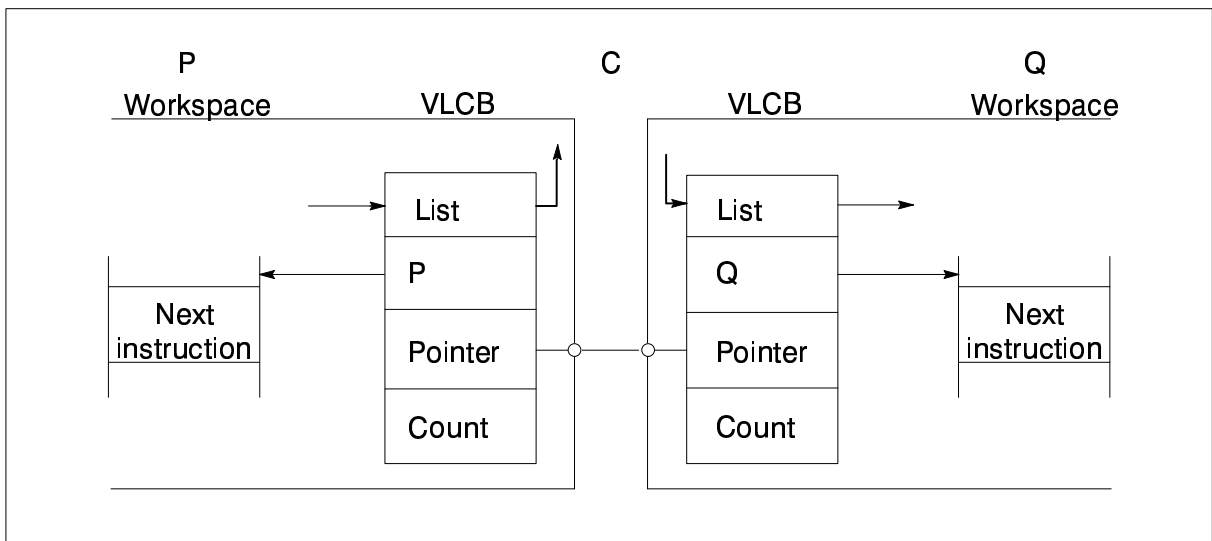 P
C
Q
Workspace
VLCB
VLCB
Workspace
List
P
Pointer
Count
List
Q
Pointer
Count
Next
instruction
Next
instruction